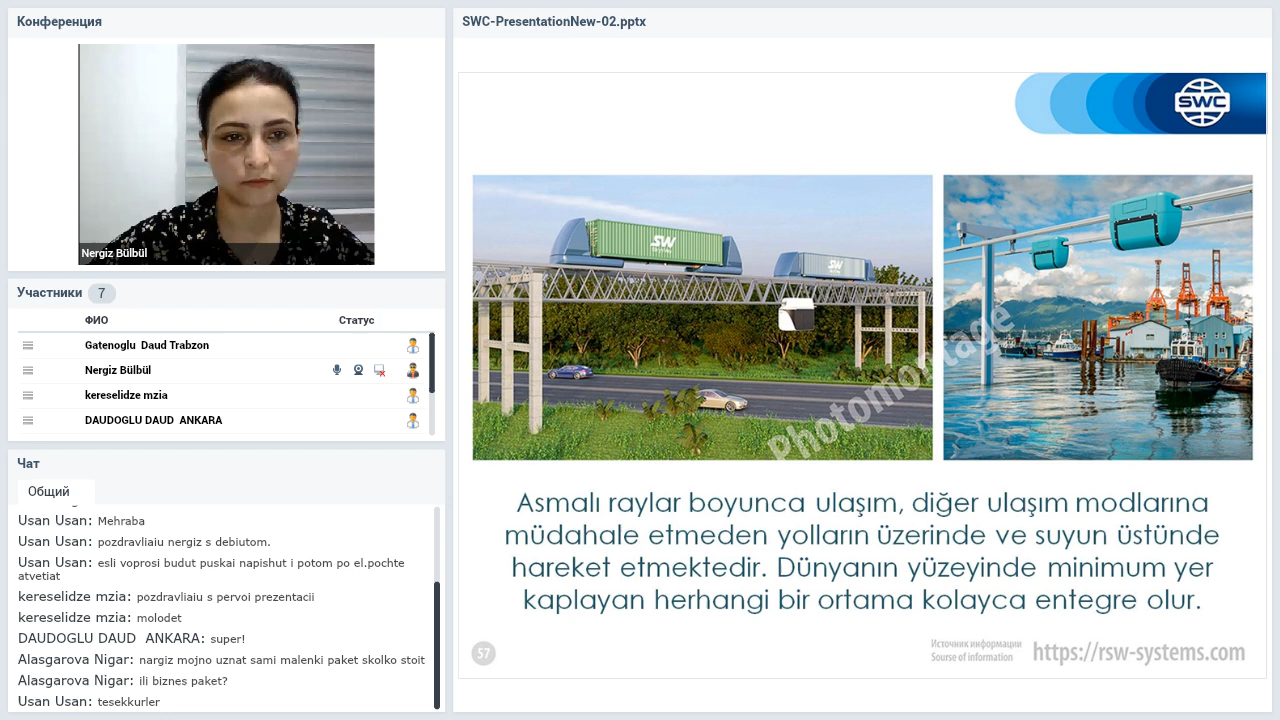 Конференция
Nergiz Bülbül
Участники 7
ФИО Статус
Gatenoglu Daud Trabzon
Nergiz Bülbül
kereselidze mzia
DAUDOGLU DAUD ANKARA
Чат
Общий
Usan Usan: Mehraba
Usan Usan: pozdravliaiu nergiz s debiutom.
Usan Usan: esli voprosi budut puskai napishut i potom po el.pochte
atvetiat
kereselidze mzia: pozdravliaiu s pervoi prezentacii
kereselidze mzia: molodet
DAUDOGLU DAUD ANKARA: super!
Alasgarova Nigar: nargiz mojno uznat sami malenki paket skolko stoit
Alasgarova Nigar: ili biznes paket?
Usan Usan: tesekkurler
SWC-PresentationNew-02.pptx
SWC
SW
SW
Photomontage
Asmalı raylar boyunca ulaşım, diğer ulaşım modlarına
müdahale etmeden yolların üzerinde ve suyun üstünde
hareket etmektedir. Dünyanın yüzeyinde minimum yer
kaplayan herhangi bir ortama kolayca entegre olur.
57
Источник информации
Sourse of information
https://rsw-systems.com